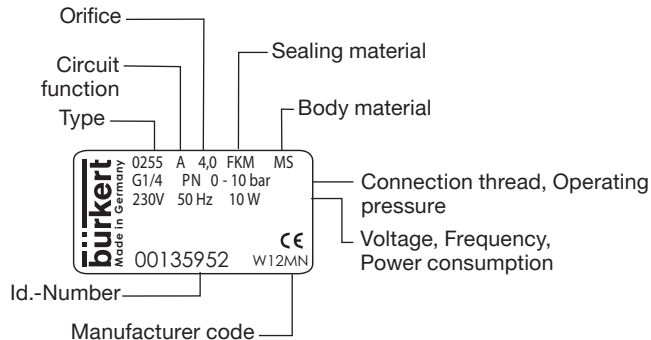 Orifice
Sealing material
Circuit
function
Body material
Type
bürkert
Made in Germany
0255 A 4,0 FKM MS
G1/4 PN 0 - 10 bar
230V 50 Hz 10 W
CE
00135952 W12MN
Connection thread, Operating
pressure
Voltage, Frequency,
Power consumption
Id.-Number
Manufacturer code